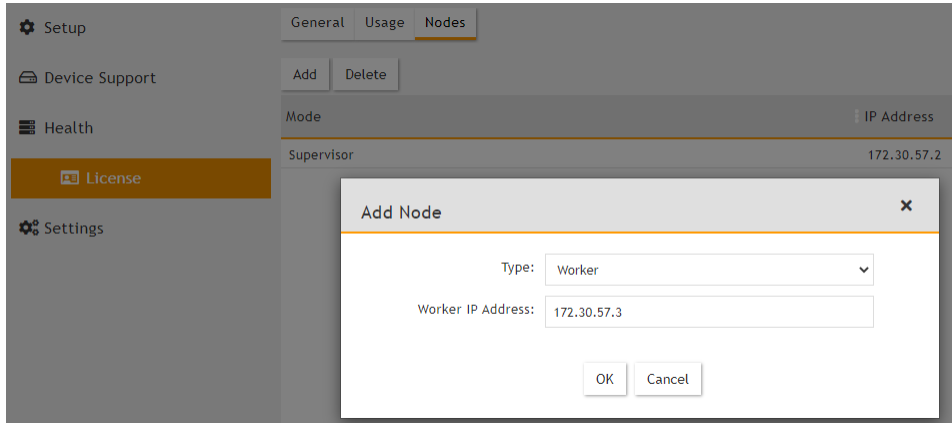 Setup
Device Support
Health
License
Settings
General Usage Nodes
Add Delete
Mode IP Address
Supervisor 172.30.57.2
Add Node ×
Type: Worker
Worker IP Address: 172.30.57.3
OK Cancel